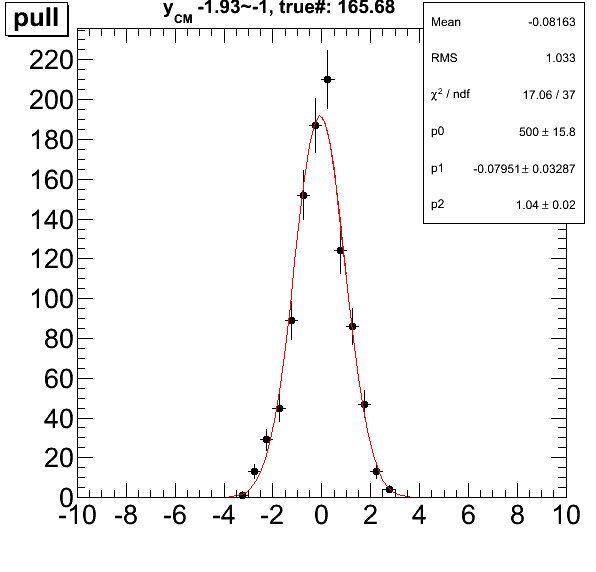 pull
y_CM -1.93~-1, true#: 165.68
Mean -0.08163
RMS 1.033
χ² / ndf 17.06 / 37
p0 500 ± 15.8
p1 -0.07951 ± 0.03287
p2 1.04 ± 0.02
220
200
180
160
140
120
100
80
60
40
20
0
-10 -8 -6 -4 -2 0 2 4 6 8 10